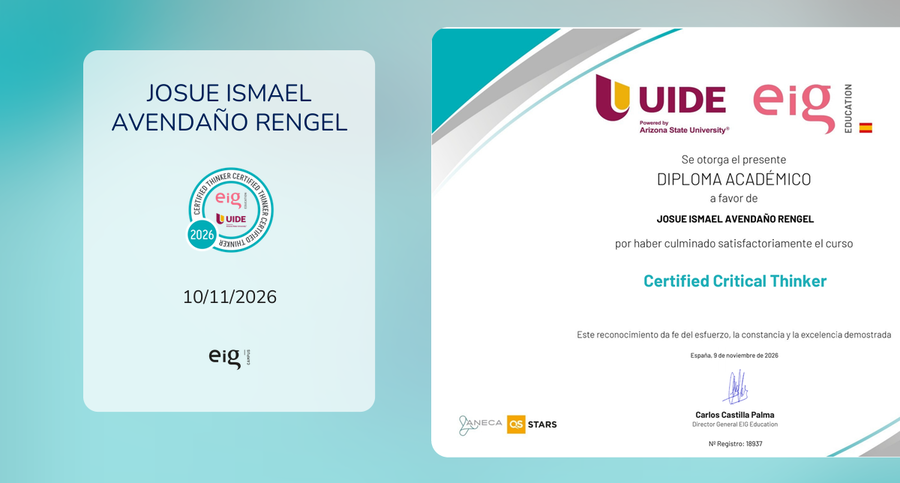 JOSUE ISMAEL
AVENDAÑO RENGEL
CERTIFIED THINKER CERTIFIED THINKER CERTIFIED THINKER
eig
EDUCATION
UIDE
2026
10/11/2026
eig
CAMPUS
UIDE
Powered by
Arizona State University®
eig
EDUCATION
Se otorga el presente
DIPLOMA ACADÉMICO
a favor de
JOSUE ISMAEL AVENDAÑO RENGEL
por haber culminado satisfactoriamente el curso
Certified Critical Thinker
Este reconocimiento da fe del esfuerzo, la constancia y la excelencia demostrada
España, 9 de noviembre de 2026
Carlos Castilla Palma
Director General EIG Education
Nº Registro: 18937
ANECA
QS STARS